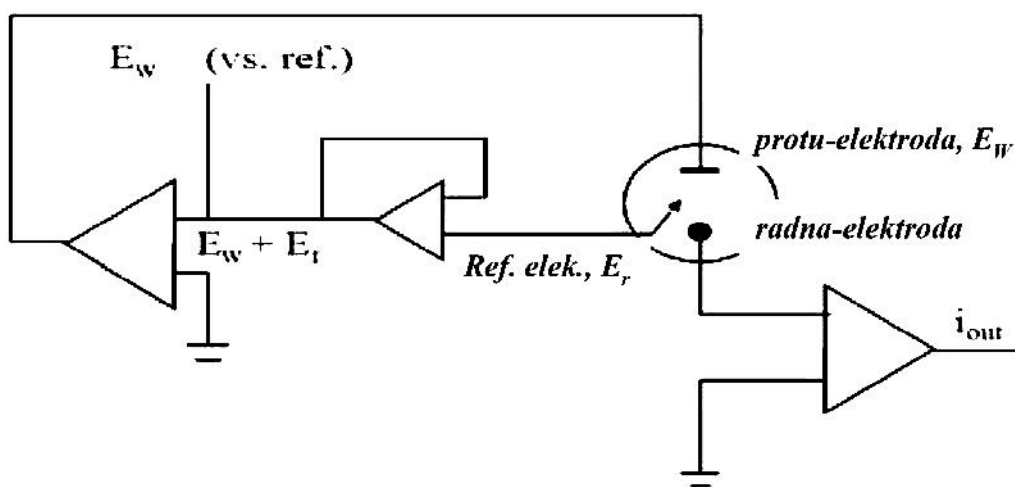 E_w (vs. ref.)
protu-elektroda, E_W
radna-elektroda
E_w + E_r
Ref. elek., E_r
i_out